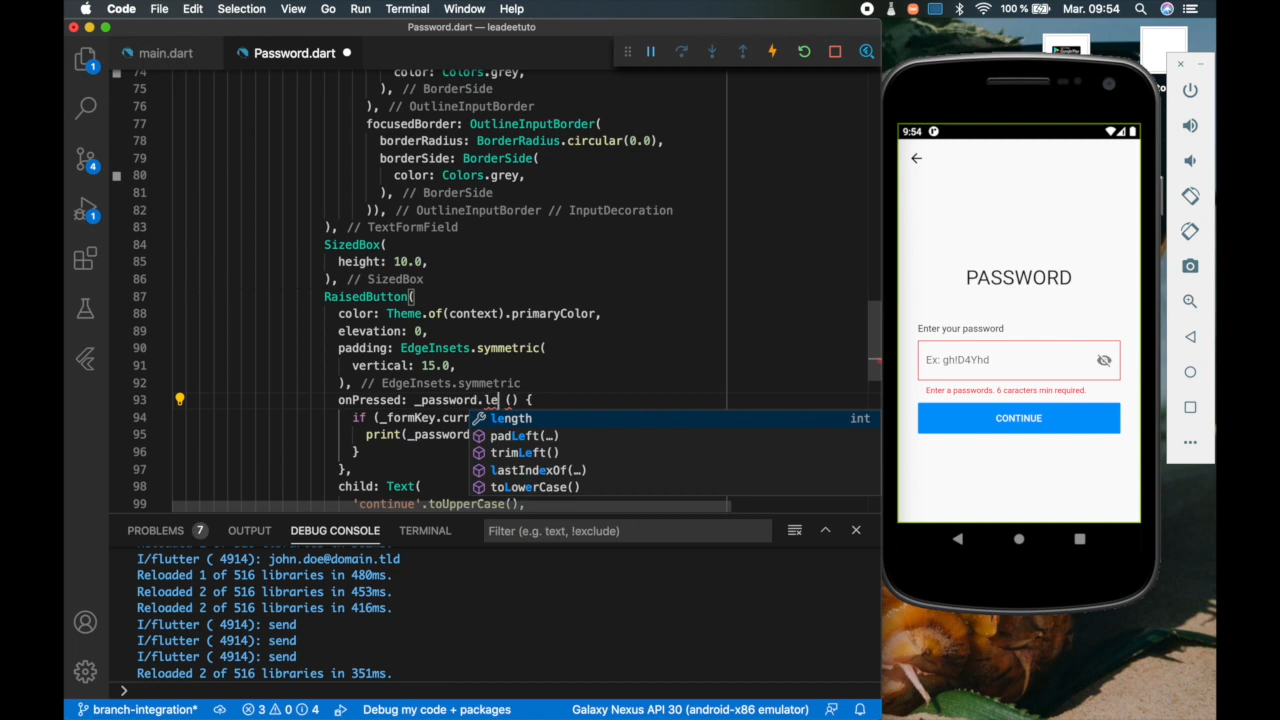 Code File Edit Selection View Go Run Terminal Window Help 100 % Mar. 09:54
Password.dart — leadeetuto
main.dart Password.dart
74 color: Colors.grey,
75 ), // BorderSide
76 ), // OutlineInputBorder
77 focusedBorder: OutlineInputBorder(
78 borderRadius: BorderRadius.circular(0.0),
79 borderSide: BorderSide(
80 color: Colors.grey,
81 ), // BorderSide
82 )), // OutlineInputBorder // InputDecoration
83 ), // TextFormField
84 SizedBox(
85 height: 10.0,
86 ), // SizedBox
87 RaisedButton(
88 color: Theme.of(context).primaryColor,
89 elevation: 0,
90 padding: EdgeInsets.symmetric(
91 vertical: 15.0,
92 ), // EdgeInsets.symmetric
93 onPressed: _password.le () {
94 if (_formKey.curr
95 print(_password
96 }
97 },
98 child: Text(
99 'continue'.toUpperCase(),
length int
padLeft(…)
trimLeft()
lastIndexOf(…)
toLowerCase()
1
4
1
PROBLEMS 7 OUTPUT DEBUG CONSOLE TERMINAL Filter (e.g. text, !exclude)
I/flutter ( 4914): john.doe@domain.tld
Reloaded 1 of 516 libraries in 480ms.
Reloaded 2 of 516 libraries in 453ms.
Reloaded 2 of 516 libraries in 416ms.
I/flutter ( 4914): send
I/flutter ( 4914): send
I/flutter ( 4914): send
Reloaded 2 of 516 libraries in 351ms.
branch-integration* 3 0 4 Debug my code + packages Galaxy Nexus API 30 (android-x86 emulator)
9:54
PASSWORD
Enter your password
Ex: gh!D4Yhd
Enter a passwords. 6 caracters min required.
CONTINUE